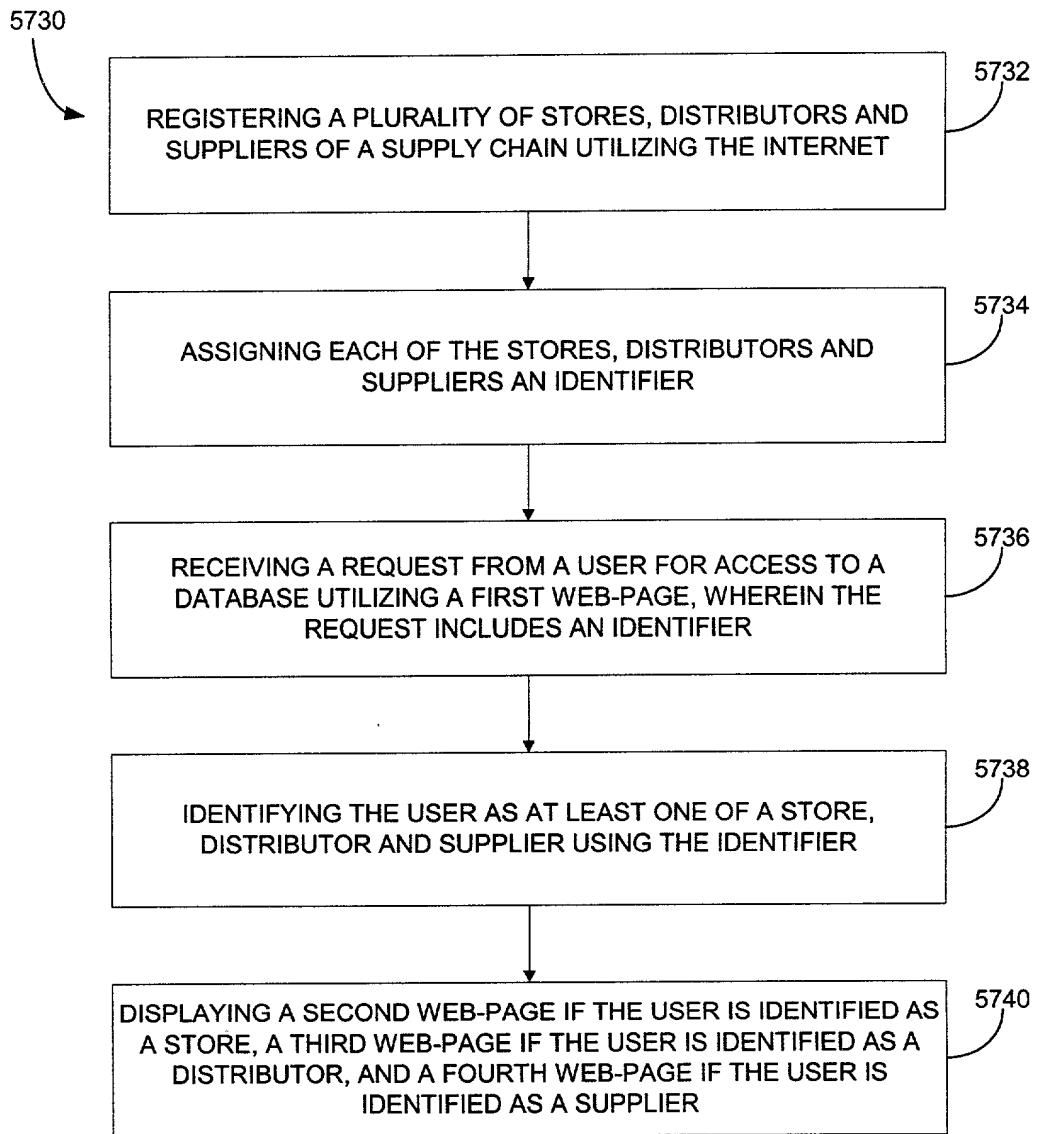 5730
5732
REGISTERING A PLURALITY OF STORES, DISTRIBUTORS AND
SUPPLIERS OF A SUPPLY CHAIN UTILIZING THE INTERNET
5734
ASSIGNING EACH OF THE STORES, DISTRIBUTORS AND
SUPPLIERS AN IDENTIFIER
5736
RECEIVING A REQUEST FROM A USER FOR ACCESS TO A
DATABASE UTILIZING A FIRST WEB-PAGE, WHEREIN THE
REQUEST INCLUDES AN IDENTIFIER
5738
IDENTIFYING THE USER AS AT LEAST ONE OF A STORE,
DISTRIBUTOR AND SUPPLIER USING THE IDENTIFIER
5740
DISPLAYING A SECOND WEB-PAGE IF THE USER IS IDENTIFIED AS
A STORE, A THIRD WEB-PAGE IF THE USER IS IDENTIFIED AS A
DISTRIBUTOR, AND A FOURTH WEB-PAGE IF THE USER IS
IDENTIFIED AS A SUPPLIER